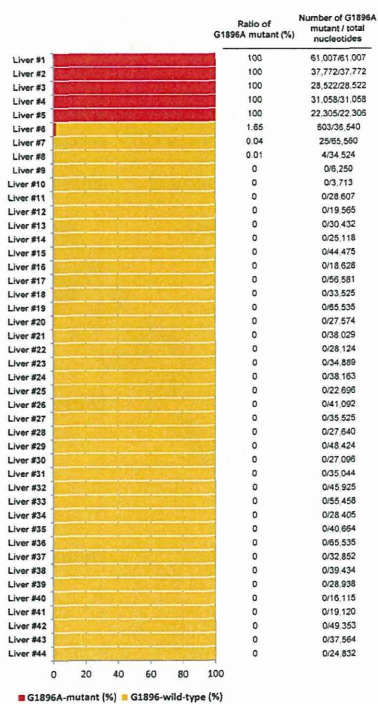 Ratio of G1896A mutant (%)
Number of G1896A mutant / total nucleotides
Liver #1 100 61,007/61,007
Liver #2 100 37,772/37,772
Liver #3 100 28,522/28,522
Liver #4 100 31,058/31,058
Liver #5 100 22,305/22,305
Liver #6 1.65 603/36,540
Liver #7 0.04 25/65,560
Liver #8 0.01 4/34,524
Liver #9 0 0/6,250
Liver #10 0 0/3,713
Liver #11 0 0/28,607
Liver #12 0 0/19,565
Liver #13 0 0/30,432
Liver #14 0 0/25,118
Liver #15 0 0/44,475
Liver #16 0 0/18,628
Liver #17 0 0/56,581
Liver #18 0 0/33,525
Liver #19 0 0/65,535
Liver #20 0 0/27,574
Liver #21 0 0/38,029
Liver #22 0 0/28,124
Liver #23 0 0/34,889
Liver #24 0 0/38,163
Liver #25 0 0/22,696
Liver #26 0 0/41,092
Liver #27 0 0/35,525
Liver #28 0 0/27,640
Liver #29 0 0/48,424
Liver #30 0 0/27,096
Liver #31 0 0/35,044
Liver #32 0 0/45,925
Liver #33 0 0/55,458
Liver #34 0 0/28,405
Liver #35 0 0/40,664
Liver #36 0 0/65,535
Liver #37 0 0/32,852
Liver #38 0 0/39,434
Liver #39 0 0/28,938
Liver #40 0 0/16,115
Liver #41 0 0/19,120
Liver #42 0 0/49,353
Liver #43 0 0/37,564
Liver #44 0 0/24,832
0 20 40 60 80 100
G1896A-mutant (%) G1896-wild-type (%)